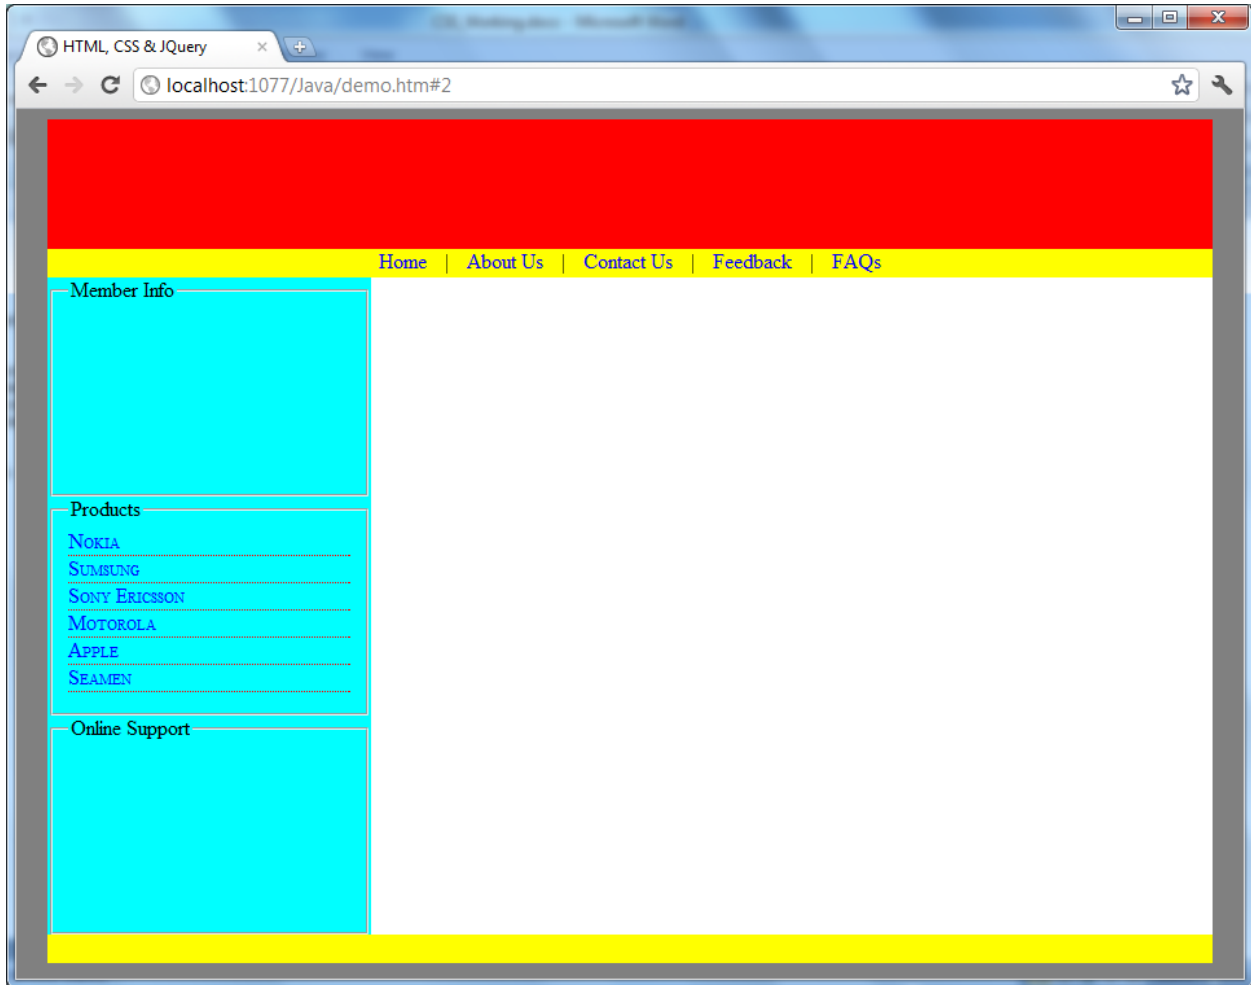 HTML, CSS & JQuery
localhost:1077/Java/demo.htm#2
Home | About Us | Contact Us | Feedback | FAQs
Member Info
Products
Nokia
Sumsung
Sony Ericsson
Motorola
Apple
Seamen
Online Support